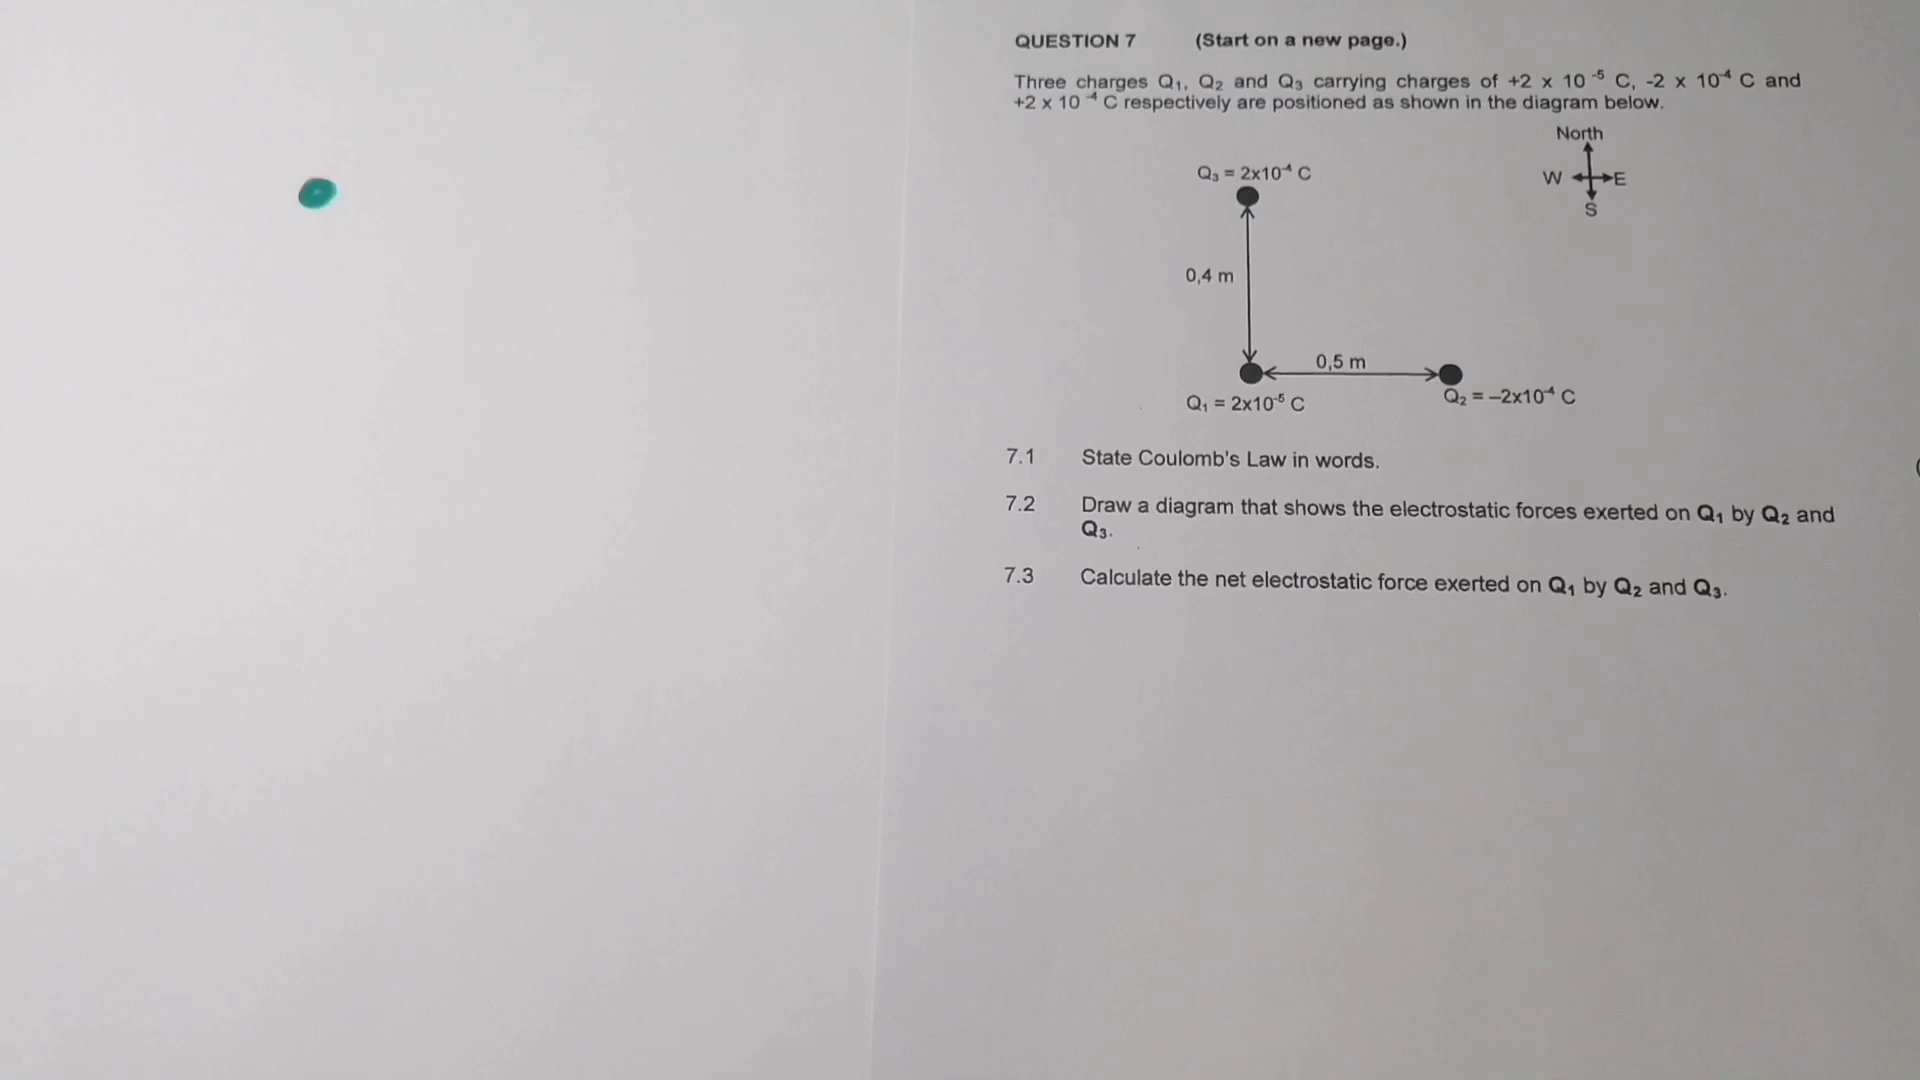 QUESTION 7 (Start on a new page.)
Three charges Q₁, Q₂ and Q₃ carrying charges of +2 x 10⁻⁵ C, -2 x 10⁻⁴ C and
+2 x 10⁻⁴ C respectively are positioned as shown in the diagram below.
North
Q₃ = 2x10⁻⁴ C
W E
S
0,4 m
0,5 m
Q₁ = 2x10⁻⁵ C
Q₂ = –2x10⁻⁴ C
7.1 State Coulomb's Law in words.
7.2 Draw a diagram that shows the electrostatic forces exerted on Q₁ by Q₂ and
Q₃.
7.3 Calculate the net electrostatic force exerted on Q₁ by Q₂ and Q₃.